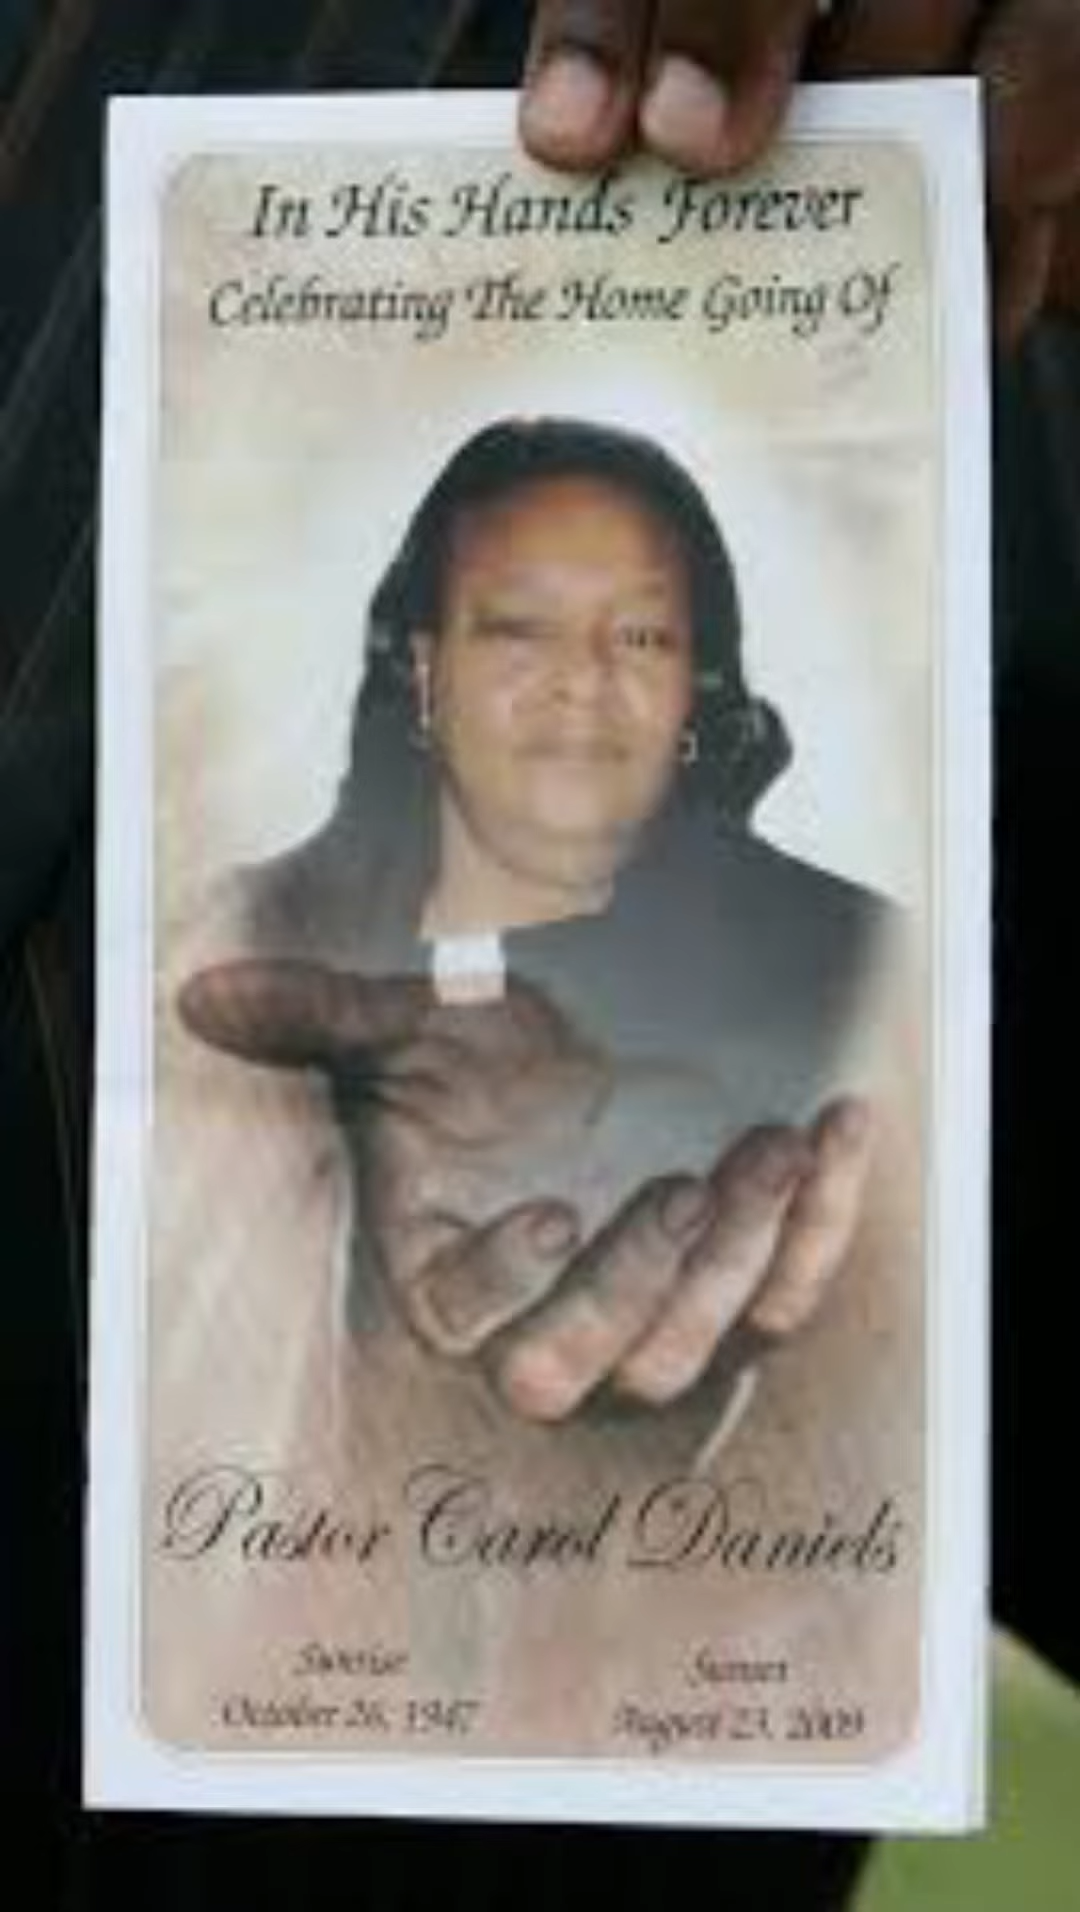 In His Hands Forever
Celebrating The Home Going Of
Pastor Carol Daniels
Sunrise
Sunset
October 26, 1947
August 23, 2009